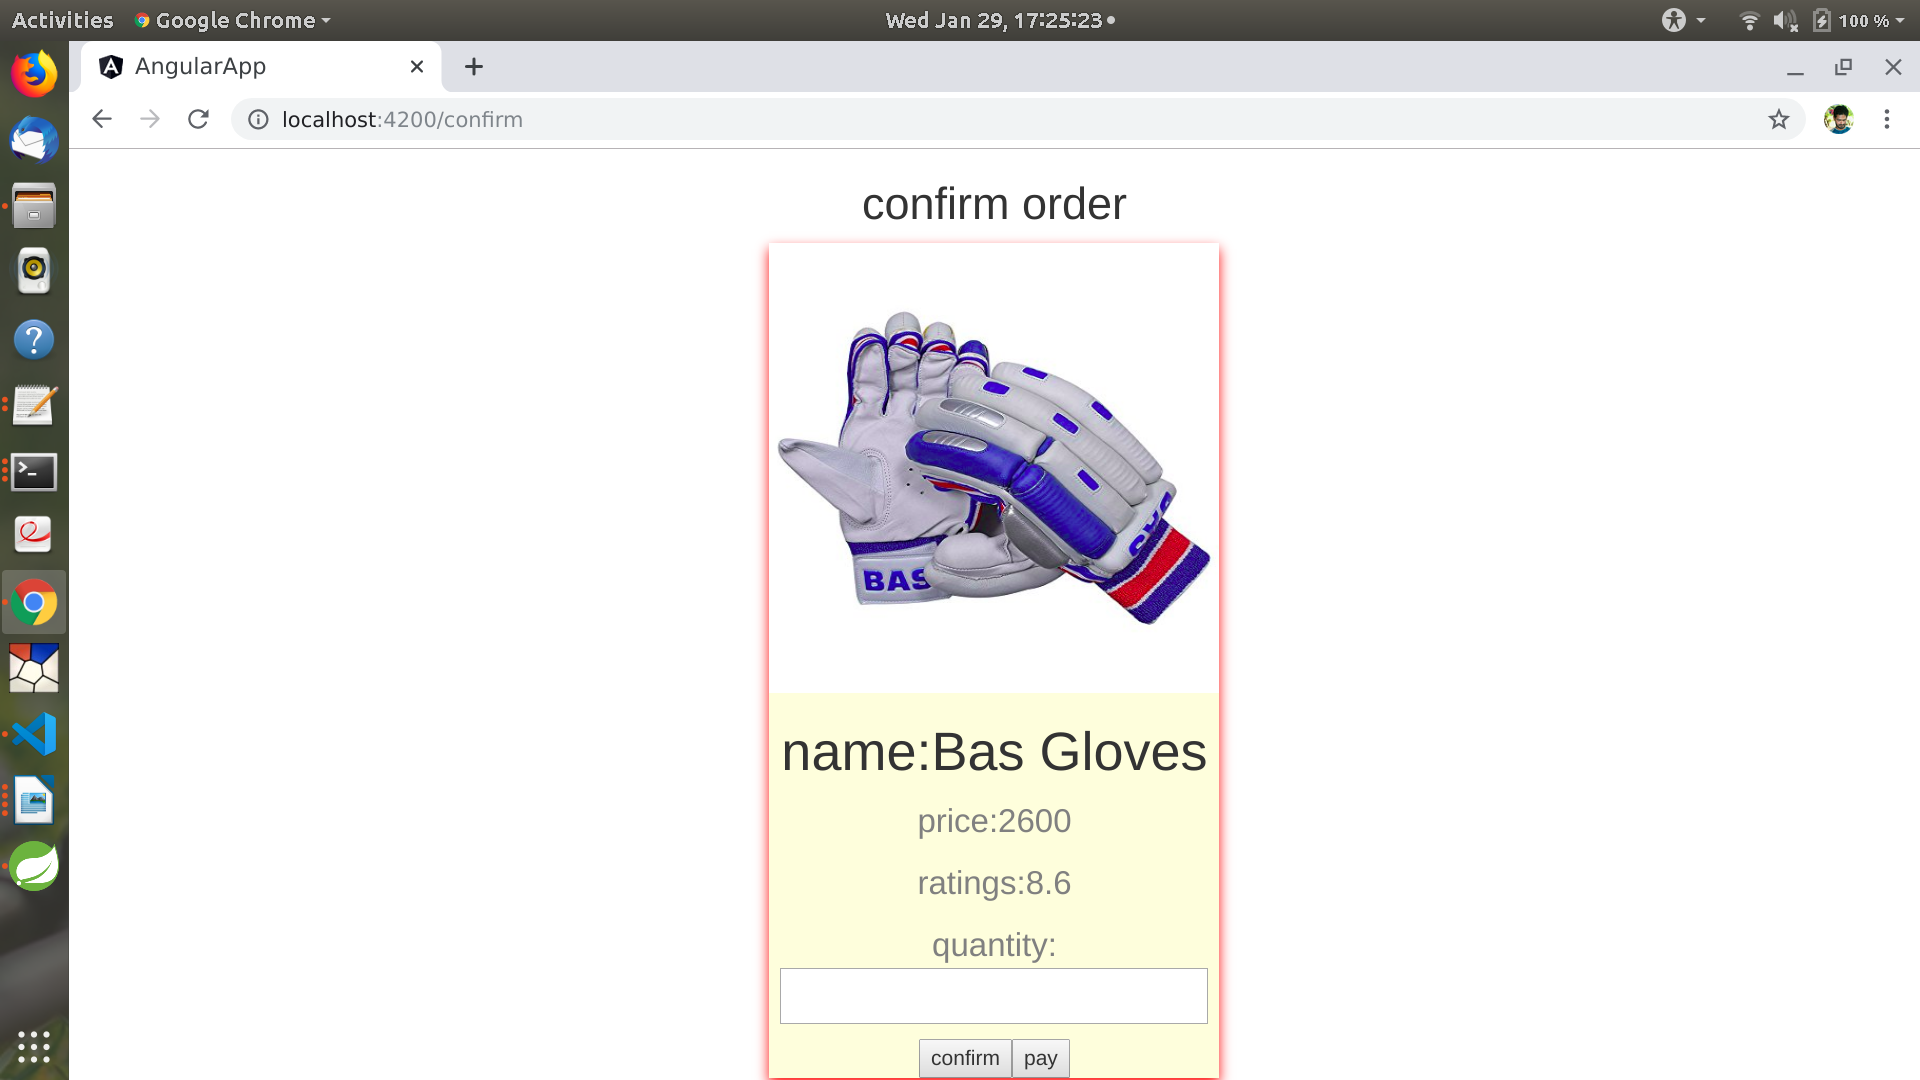 Activities
Google Chrome
Wed Jan 29, 17:25:23
100 %
AngularApp
localhost:4200/confirm
confirm order
BAS
BAS
name:Bas Gloves
price:2600
ratings:8.6
quantity:
confirm
pay